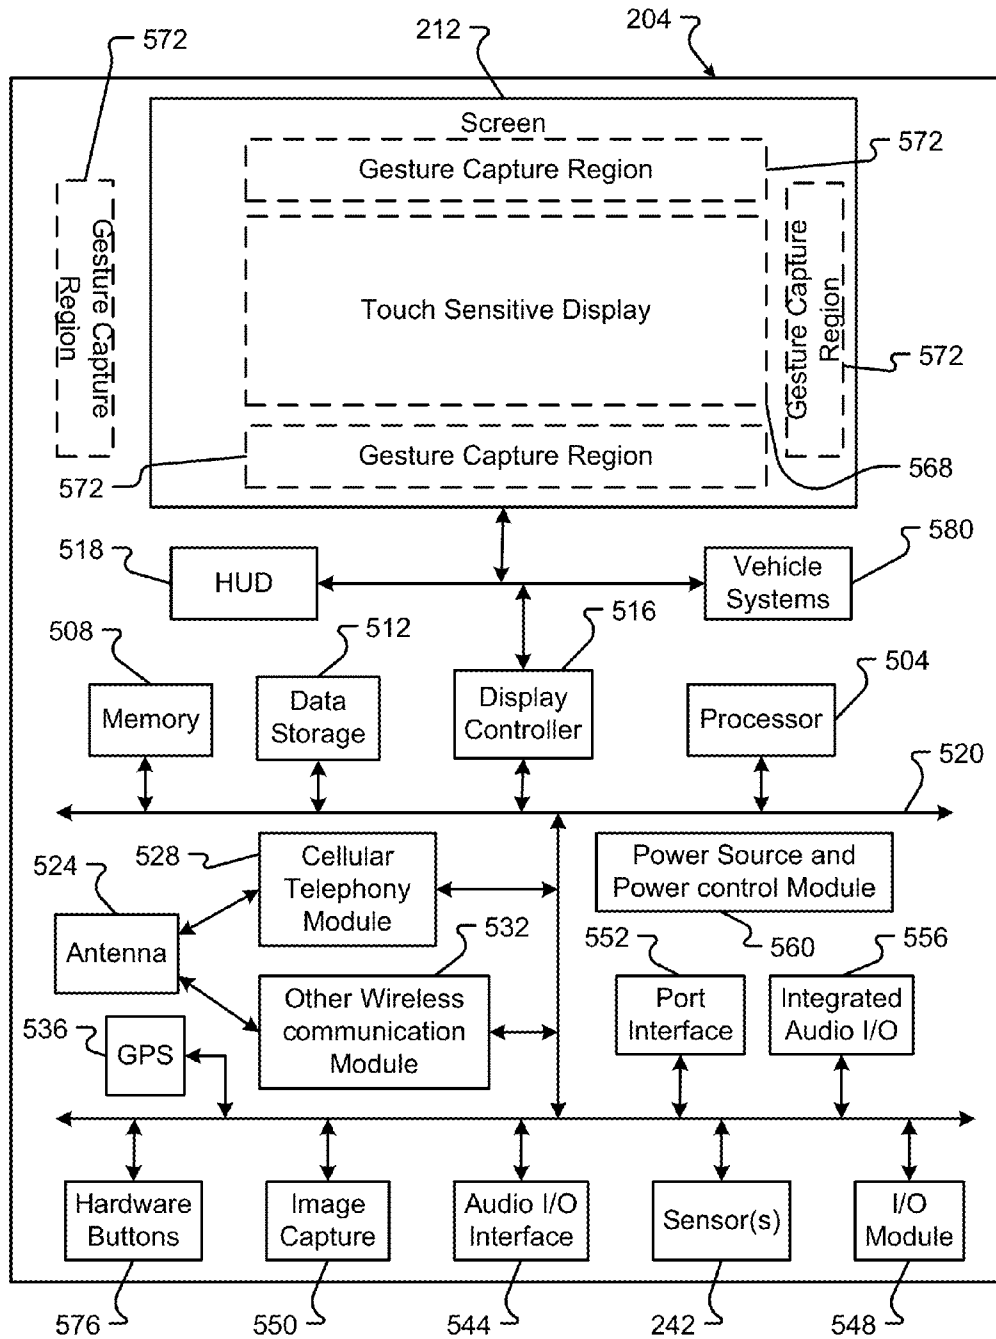 572
212
204
Screen
Gesture Capture Region
572
Gesture Capture
Region
Touch Sensitive Display
Gesture Capture
Region
572
Gesture Capture Region
572
568
518
HUD
580
Vehicle
Systems
508
512
516
504
Memory
Data
Storage
Display
Controller
Processor
520
524
528
Cellular
Telephony
Module
Power Source and
Power control Module
Antenna
532
552
560
556
536
GPS
Other Wireless
communication
Module
Port
Interface
Integrated
Audio I/O
Hardware
Buttons
Image
Capture
Audio I/O
Interface
Sensor(s)
I/O
Module
576
550
544
242
548